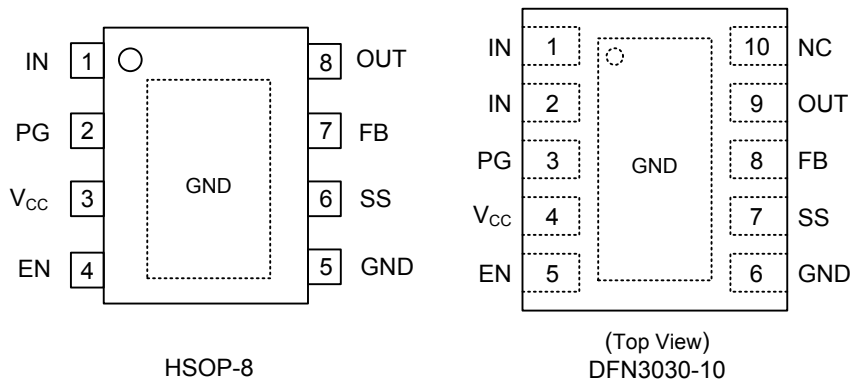 IN 1 8 OUT
PG 2 7 FB
GND
VCC 3 6 SS
EN 4 5 GND
HSOP-8
IN 1 10 NC
IN 2 9 OUT
PG 3 GND 8 FB
VCC 4 7 SS
EN 5 6 GND
(Top View)
DFN3030-10